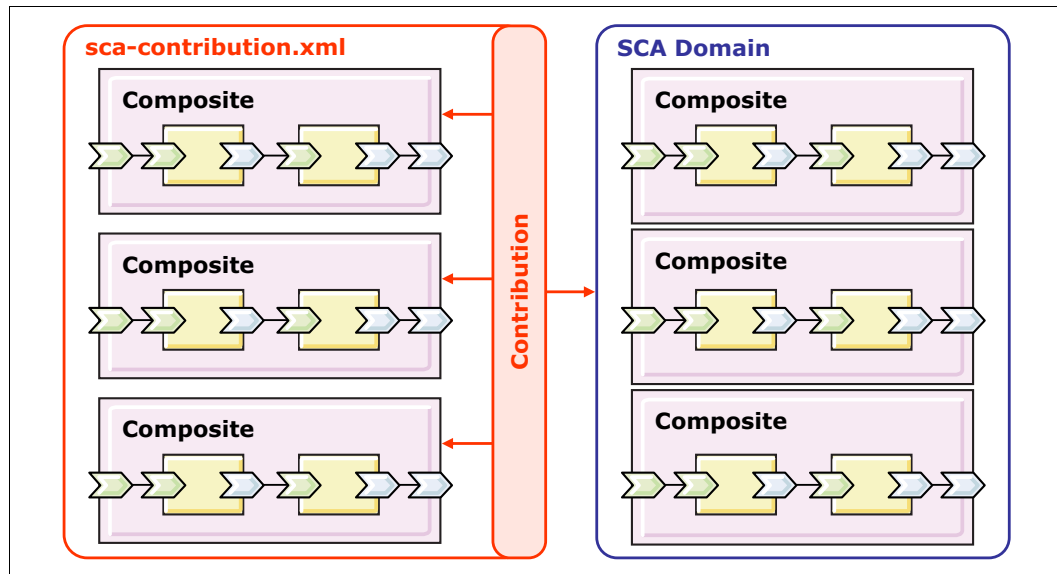 sca-contribution.xml
Composite
Composite
Composite
Contribution
SCA Domain
Composite
Composite
Composite